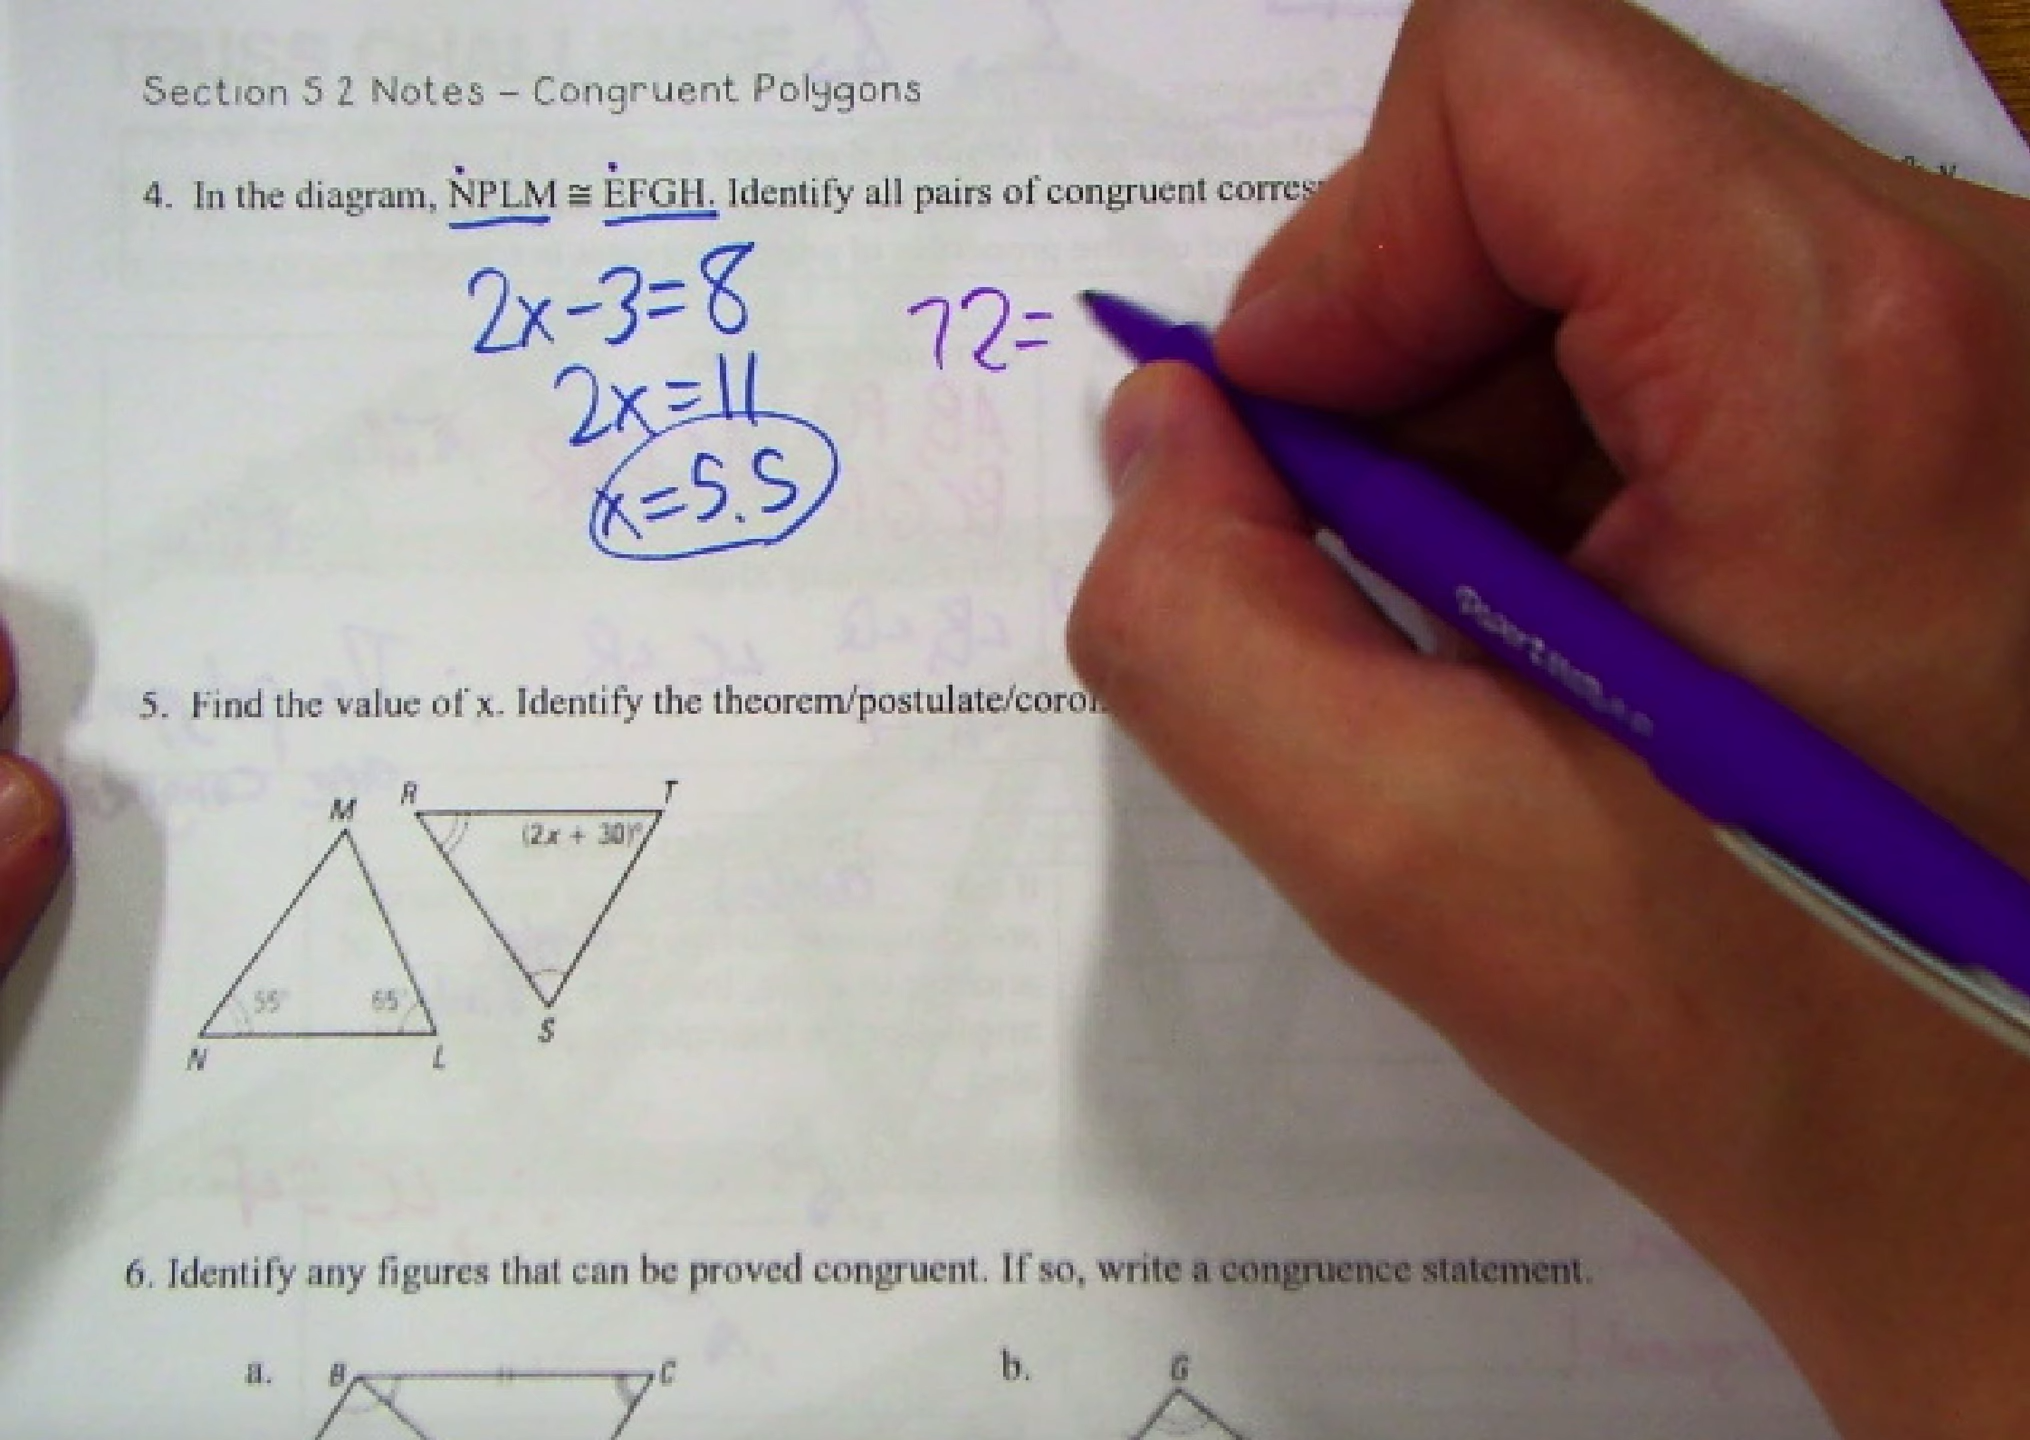 Section 5 2 Notes – Congruent Polygons
4. In the diagram, NPLM ≅ EFGH. Identify all pairs of congruent corres
2x-3=8
72=
2x=11
x=5.5
5. Find the value of x. Identify the theorem/postulate/corol
M R T
(2x + 30)°
55° 65°
N L S
6. Identify any figures that can be proved congruent. If so, write a congruence statement.
a. B C b. G